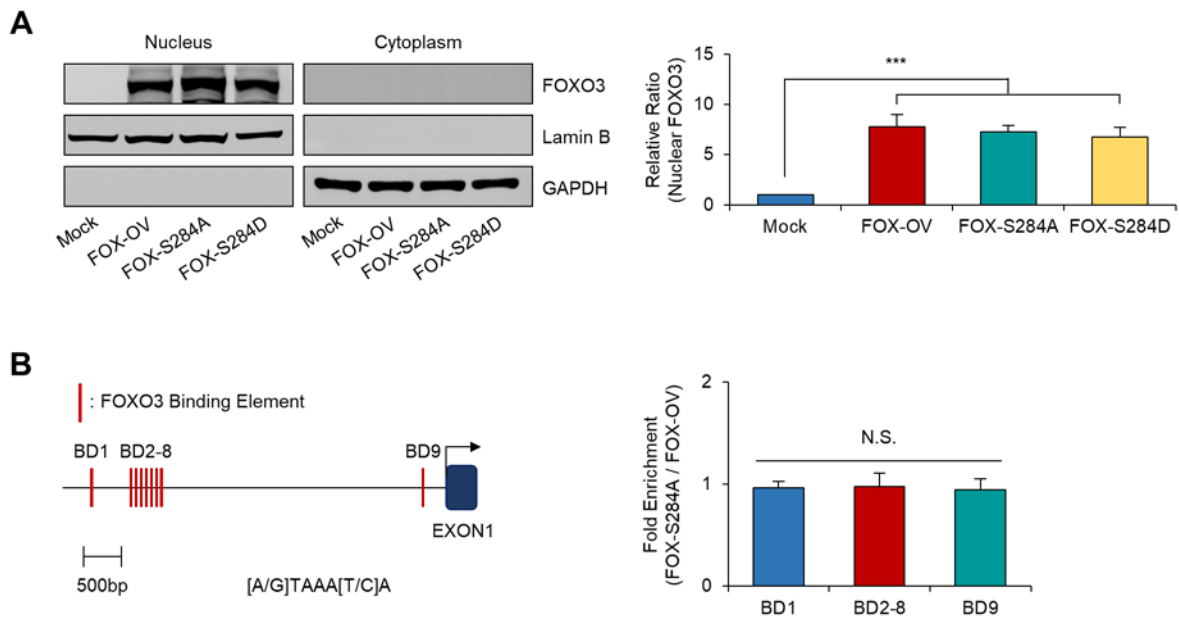 A
Nucleus
Cytoplasm
FOXO3
Lamin B
GAPDH
Mock
FOX-OV
FOX-S284A
FOX-S284D
Mock
FOX-OV
FOX-S284A
FOX-S284D
Relative Ratio
(Nuclear FOXO3)
15
10
5
0
***
Mock
FOX-OV
FOX-S284A
FOX-S284D
B
: FOXO3 Binding Element
BD1
BD2-8
BD9
EXON1
500bp
[A/G]TAAA[T/C]A
Fold Enrichment
(FOX-S284A / FOX-OV)
2
1
0
N.S.
BD1
BD2-8
BD9